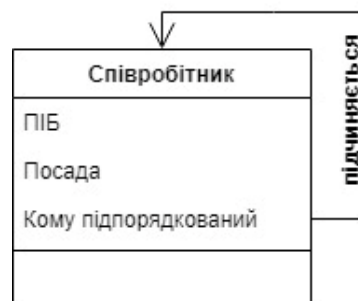 Співробітник
ПІБ
Посада
Кому підпорядкований
підчиняється